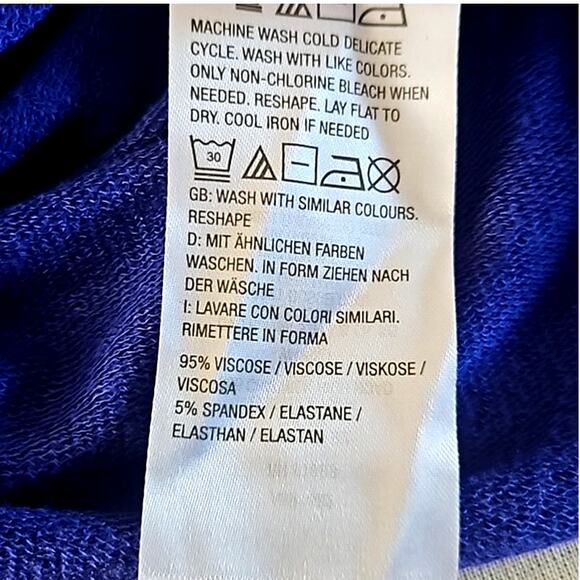 MACHINE WASH COLD DELICATE
CYCLE. WASH WITH LIKE COLORS.
ONLY NON-CHLORINE BLEACH WHEN
NEEDED. RESHAPE. LAY FLAT TO
DRY. COOL IRON IF NEEDED
30
GB: WASH WITH SIMILAR COLOURS.
RESHAPE
D: MIT ÄHNLICHEN FARBEN
WASCHEN. IN FORM ZIEHEN NACH
DER WÄSCHE
I: LAVARE CON COLORI SIMILARI.
RIMETTERE IN FORMA
95% VISCOSE / VISCOSE / VISKOSE /
VISCOSA
5% SPANDEX / ELASTANE /
ELASTHAN / ELASTAN